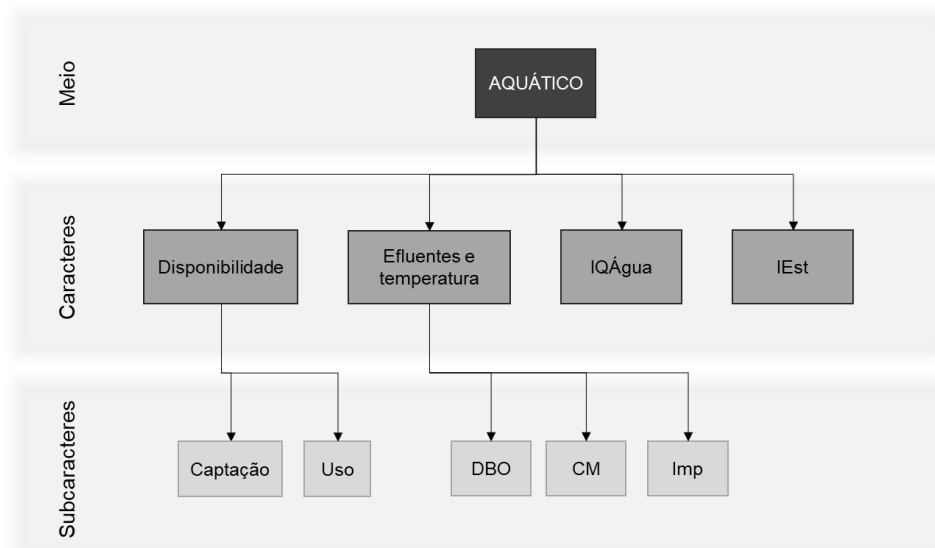 Meio
AQUÁTICO
Caracteres
Disponibilidade
Efluentes e
temperatura
IQÁgua
IEst
Subcaracteres
Captação
Uso
DBO
CM
Imp